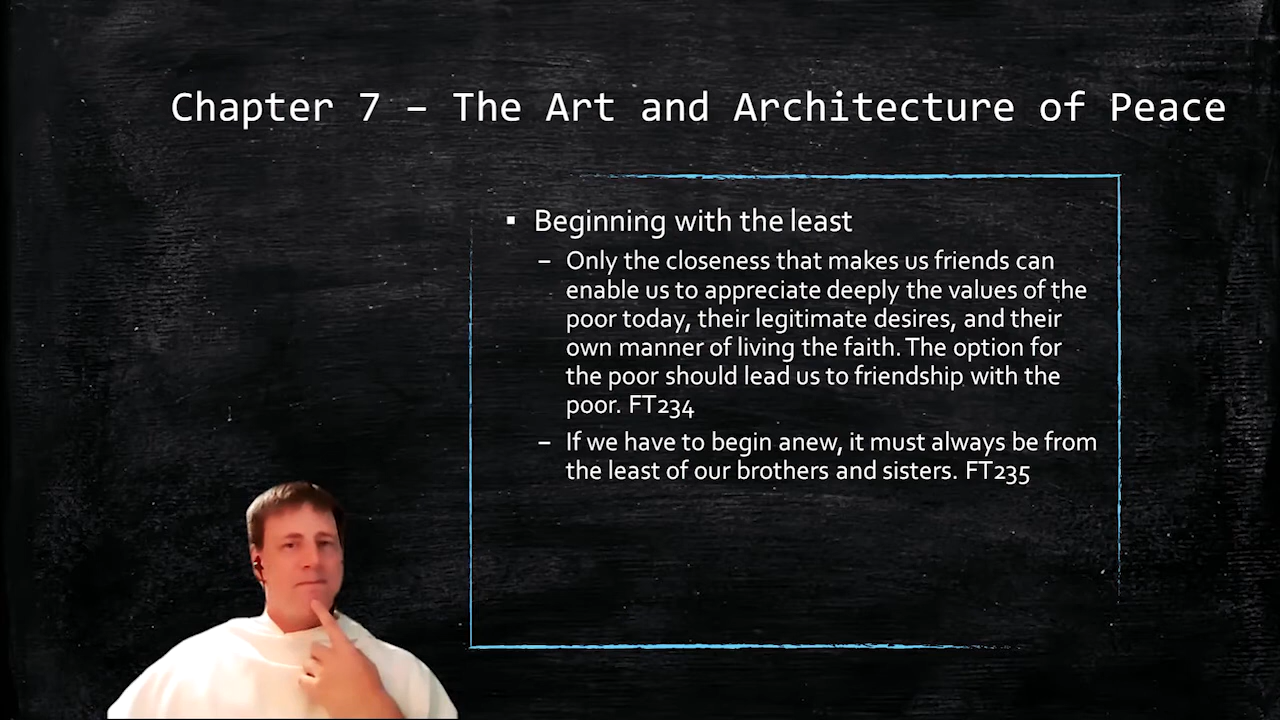 Chapter 7 – The Art and Architecture of Peace
▪ Beginning with the least
– Only the closeness that makes us friends can
enable us to appreciate deeply the values of the
poor today, their legitimate desires, and their
own manner of living the faith. The option for
the poor should lead us to friendship with the
poor. FT234
– If we have to begin anew, it must always be from
the least of our brothers and sisters. FT235